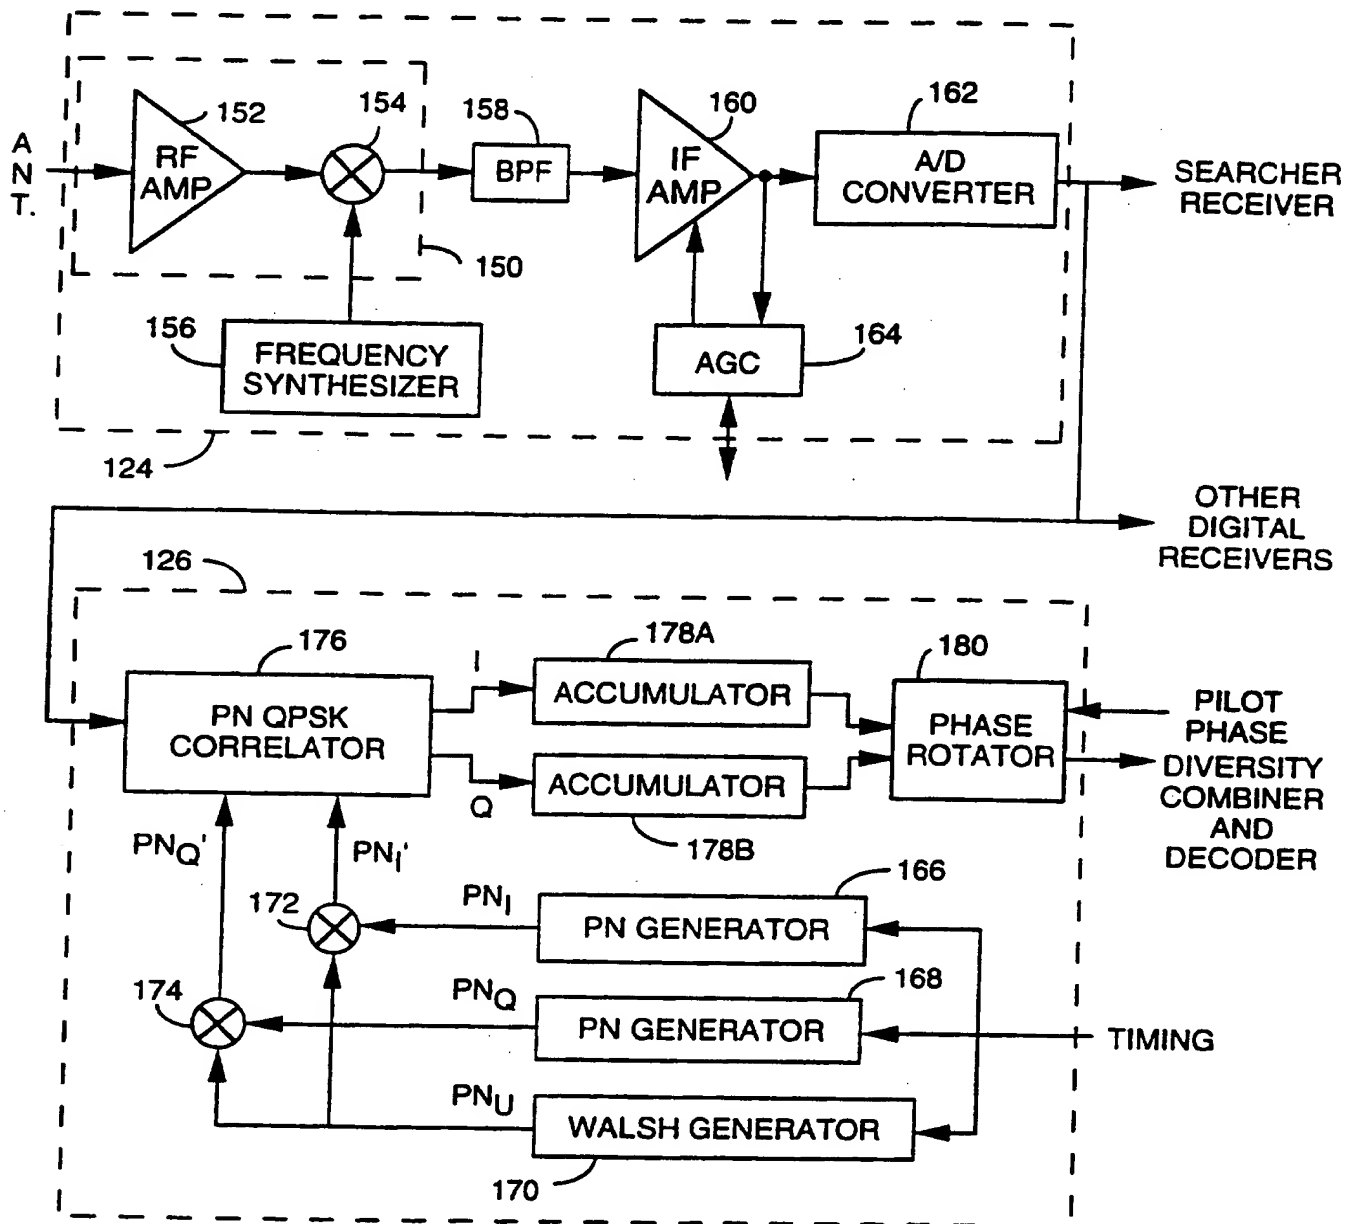 152
154
158
160
162
A
N
T.
RF
AMP
BPF
IF
AMP
A/D
CONVERTER
SEARCHER
RECEIVER
150
156
FREQUENCY
SYNTHESIZER
AGC
164
124
OTHER
DIGITAL
RECEIVERS
126
176
I
178A
180
PN QPSK
CORRELATOR
ACCUMULATOR
PHASE
ROTATOR
PILOT
PHASE
Q
ACCUMULATOR
DIVERSITY
COMBINER
AND
DECODER
178B
PNQ'
PNI'
166
172
PNI
PN GENERATOR
168
174
PNQ
PN GENERATOR
TIMING
PNU
WALSH GENERATOR
170